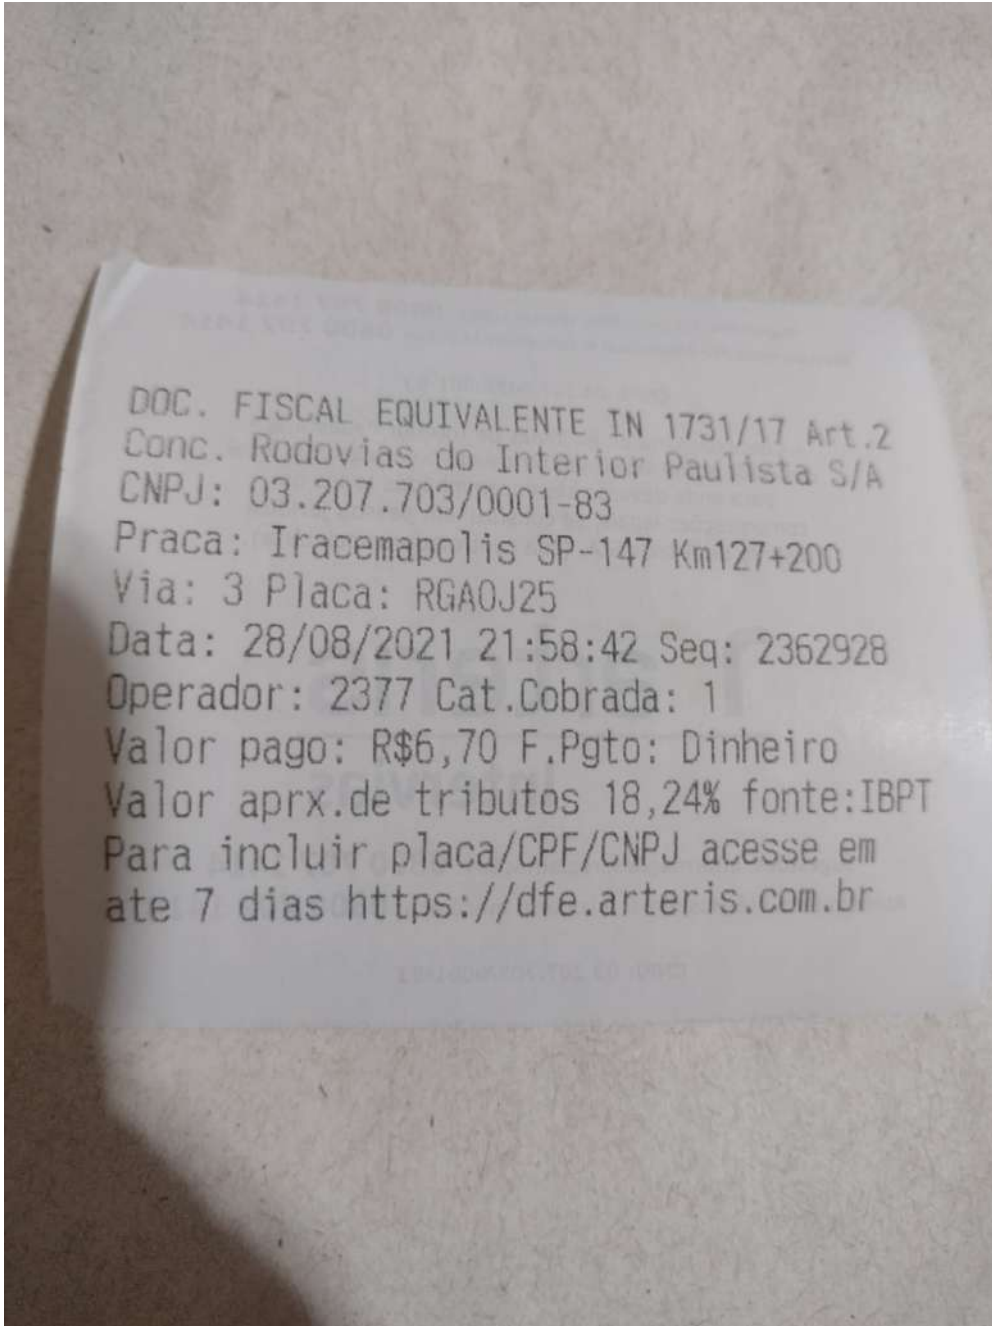 DOC. FISCAL EQUIVALENTE IN 1731/17 Art.2
Conc. Rodovias do Interior Paulista S/A
CNPJ: 03.207.703/0001-83
Praca: Iracemapolis SP-147 Km127+200
Via: 3 Placa: RGA0J25
Data: 28/08/2021 21:58:42 Seq: 2362928
Operador: 2377 Cat.Cobrada: 1
Valor pago: R$6,70 F.Pgto: Dinheiro
Valor aprx.de tributos 18,24% fonte:IBPT
Para incluir placa/CPF/CNPJ acesse em
ate 7 dias https://dfe.arteris.com.br